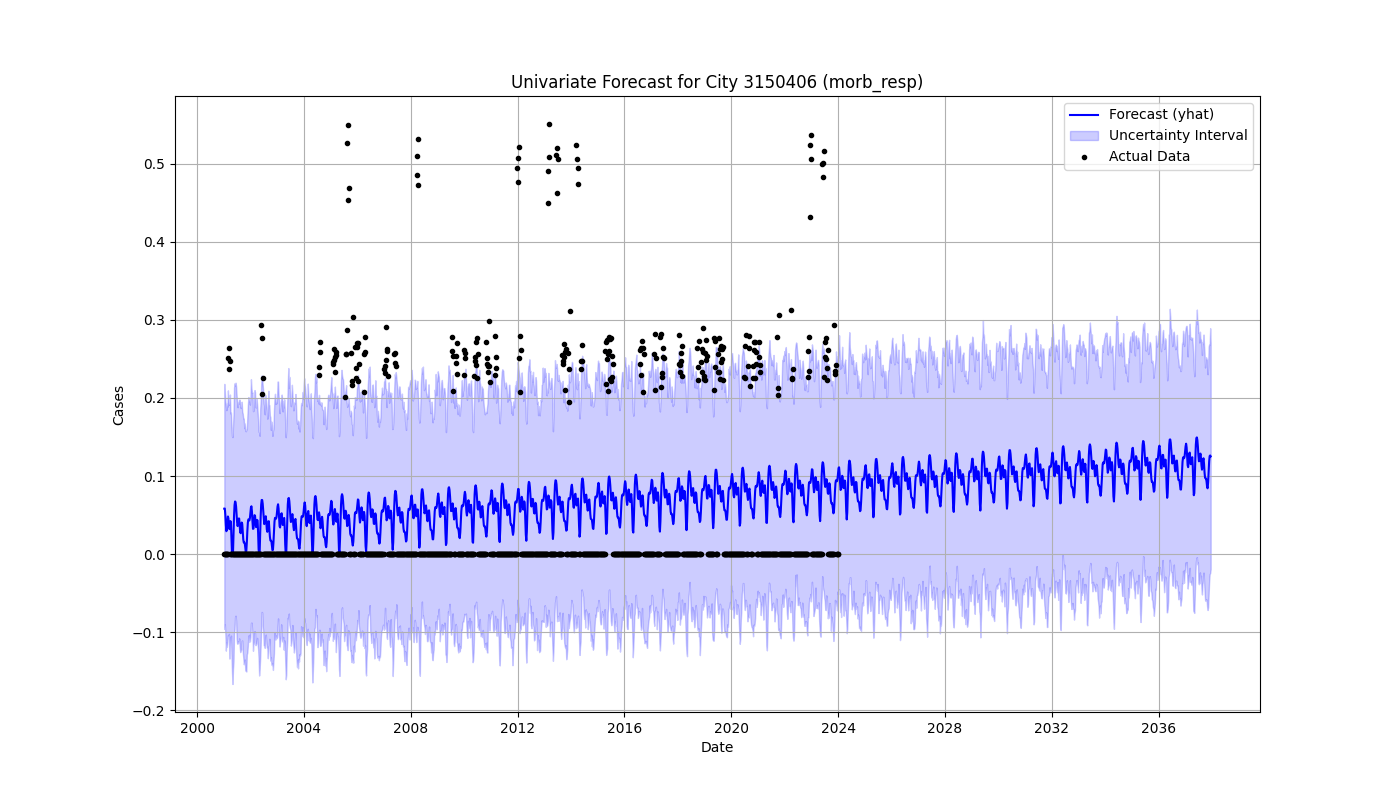 Univariate Forecast for City 3150406 (morb_resp)
Forecast (yhat)
Uncertainty Interval
Actual Data
Cases
0.5
0.4
0.3
0.2
0.1
0.0
−0.1
−0.2
2000 2004 2008 2012 2016 2020 2024 2028 2032 2036
Date